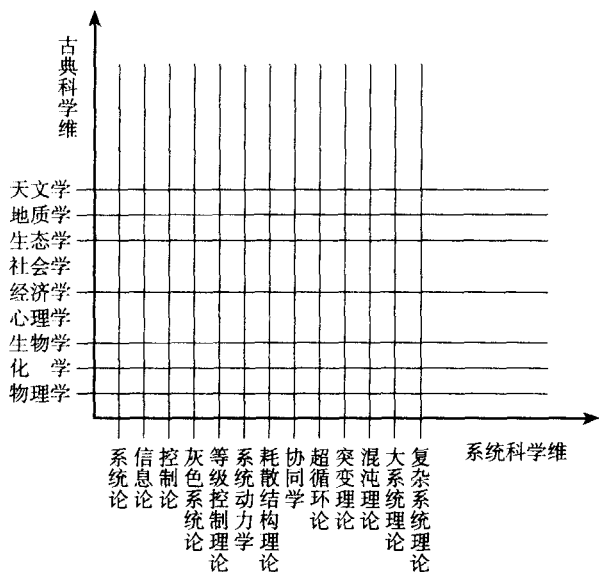 古典科学维
天文学
地质学
生态学
社会学
经济学
心理学
生物学
化 学
物理学
系统论
信息论
控制论
灰色系统论
等级控制理论
系统动力学
耗散结构理论
协同学
超循环论
突变理论
混沌理论
大系统理论
复杂系统理论
系统科学维